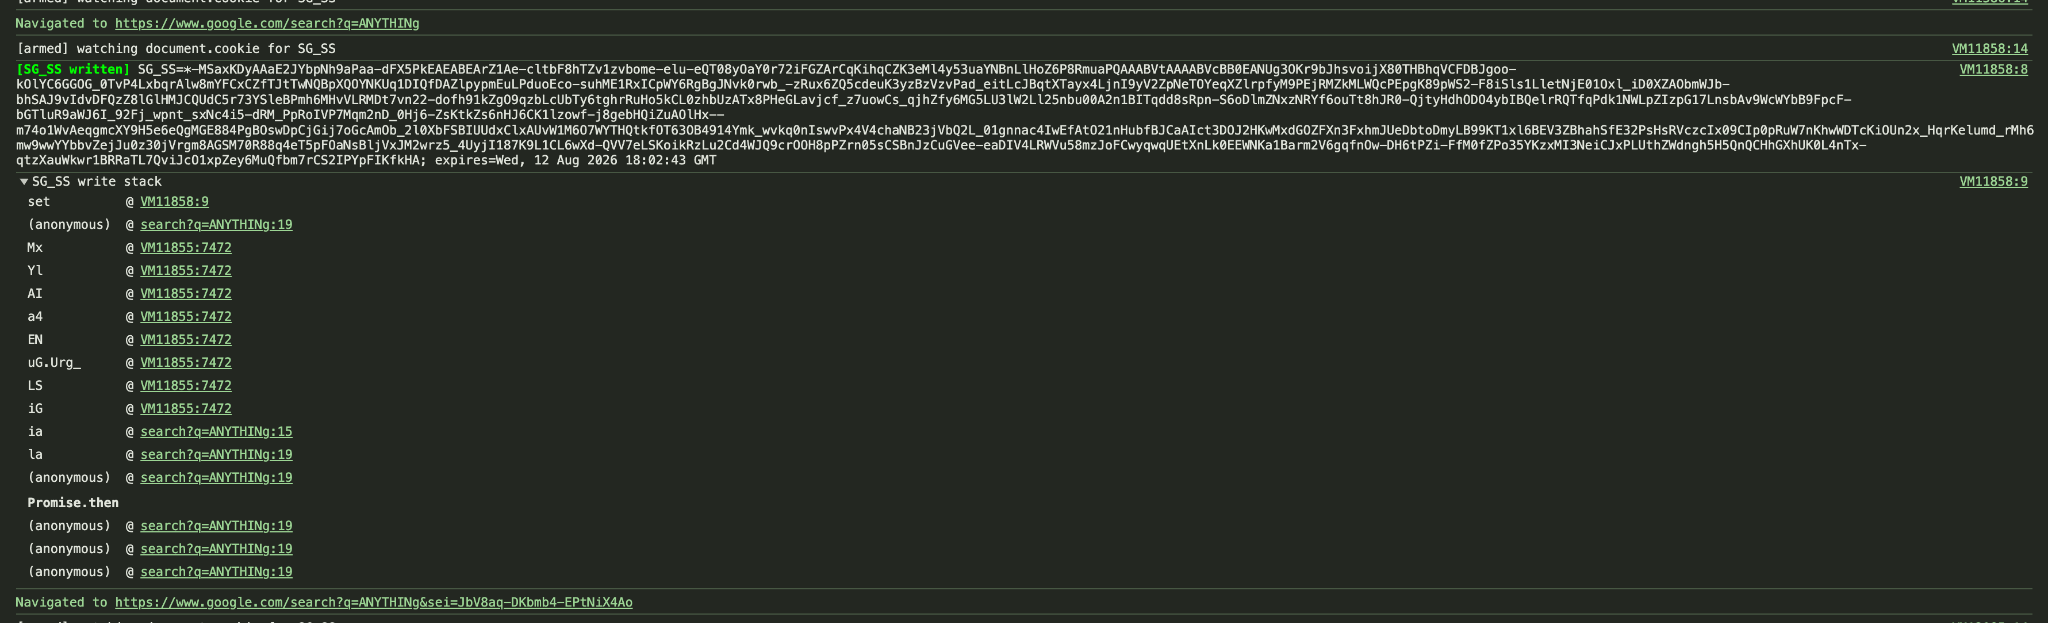 Navigated to https://www.google.com/search?q=ANYTHINg
[armed] watching document.cookie for SG_SS VM11858:14
[SG_SS written] SG_SS=*-MSaxKDyAAaE2JYbpNh9aPaa-dFX5PkEAEABEArZ1Ae-cltbF8hTZv1zvbome-elu-eQT08yOaY0r72iFGZArCqKihqCZK3eMl4y53uaYNBnLlHoZ6P8RmuaPQAAABVtAAAABVcBB0EANUg3OKr9bJhsvoijX80THBhqVCFDBJgoo- VM11858:8
kOlYC6GGOG_0TvP4LxbqrAlw8mYFCxCZfTJtTwNQBpXQOYNKUq1DIQfDAZlpypmEuLPduoEco-suhME1RxICpWY6RgBgJNvk0rwb_-zRux6ZQ5cdeuK3yzBzVzvPad_eitLcJBqtXTayx4LjnI9yV2ZpNeTOYeqXZlrpfyM9PEjRMZkMLWQcPEpgK89pWS2-F8iSls1LletNjE01Oxl_iD0XZAObmWJb-
bhSAJ9vIdvDFQzZ8lGlHMJCQUdC5r73YSleBPmh6MHvVLRMDt7vn22-dofh91kZgO9qzbLcUbTy6tghrRuHo5kCL0zhbUzATx8PHeGLavjcf_z7uowCs_qjhZfy6MG5LU3lW2Ll25nbu00A2n1BITqdd8sRpn-S6oDlmZNxzNRYf6ouTt8hJR0-QjtyHdhODO4ybIBQelrRQTfqPdk1NWLpZIzpG17LnsbAv9WcWYbB9FpcF-
bGTluR9aWJ6I_92Fj_wpnt_sxNc4i5-dRM_PpRoIVP7Mqm2nD_0Hj6-ZsKtkZs6nHJ6CK1lzowf-j8gebHQiZuAOlHx--
m74o1WvAeqgmcXY9H5e6eQgMGE884PgBOswDpCjGij7oGcAmOb_2l0XbFSBIUUdxClxAUvW1M6O7WYTHQtkfOT63OB4914Ymk_wvkq0nIswvPx4V4chaNB23jVbQ2L_01gnnac4IwEfAtO21nHubfBJCaAIct3DOJ2HKwMxdGOZFXn3FxhmJUeDbtoDmyLB99KT1xl6BEV3ZBhahSfE32PsHsRVczcIx09CIp0pRuW7nKhwWDTcKiOUn2x_HqrKelumd_rMh6
mw9wwYYbbvZejJu0z30jVrgm8AGSM70R88q4eT5pFOaNsBljVxJM2wrz5_4UyjI187K9L1CL6wXd-QVV7eLSKoikRzLu2Cd4WJQ9crOOH8pPZrn05sCSBnJzCuGVee-eaDIV4LRWVu58mzJoFCwyqwqUEtXnLk0EEWNKa1Barm2V6gqfnOw-DH6tPZi-FfM0fZPo35YKzxMI3NeiCJxPLUthZWdngh5H5QnQCHhGXhUK0L4nTx-
qtzXauWkwr1BRRaTL7QviJcO1xpZey6MuQfbm7rCS2IPYpFIKfkHA; expires=Wed, 12 Aug 2026 18:02:43 GMT
SG_SS write stack VM11858:9
set @ VM11858:9
(anonymous) @ search?q=ANYTHINg:19
Mx @ VM11855:7472
Yl @ VM11855:7472
AI @ VM11855:7472
a4 @ VM11855:7472
EN @ VM11855:7472
uG.Urg_ @ VM11855:7472
LS @ VM11855:7472
iG @ VM11855:7472
ia @ search?q=ANYTHINg:15
la @ search?q=ANYTHINg:19
(anonymous) @ search?q=ANYTHINg:19
Promise.then
(anonymous) @ search?q=ANYTHINg:19
(anonymous) @ search?q=ANYTHINg:19
(anonymous) @ search?q=ANYTHINg:19
Navigated to https://www.google.com/search?q=ANYTHINg&sei=JbV8aq-DKbmb4-EPtNiX4Ao